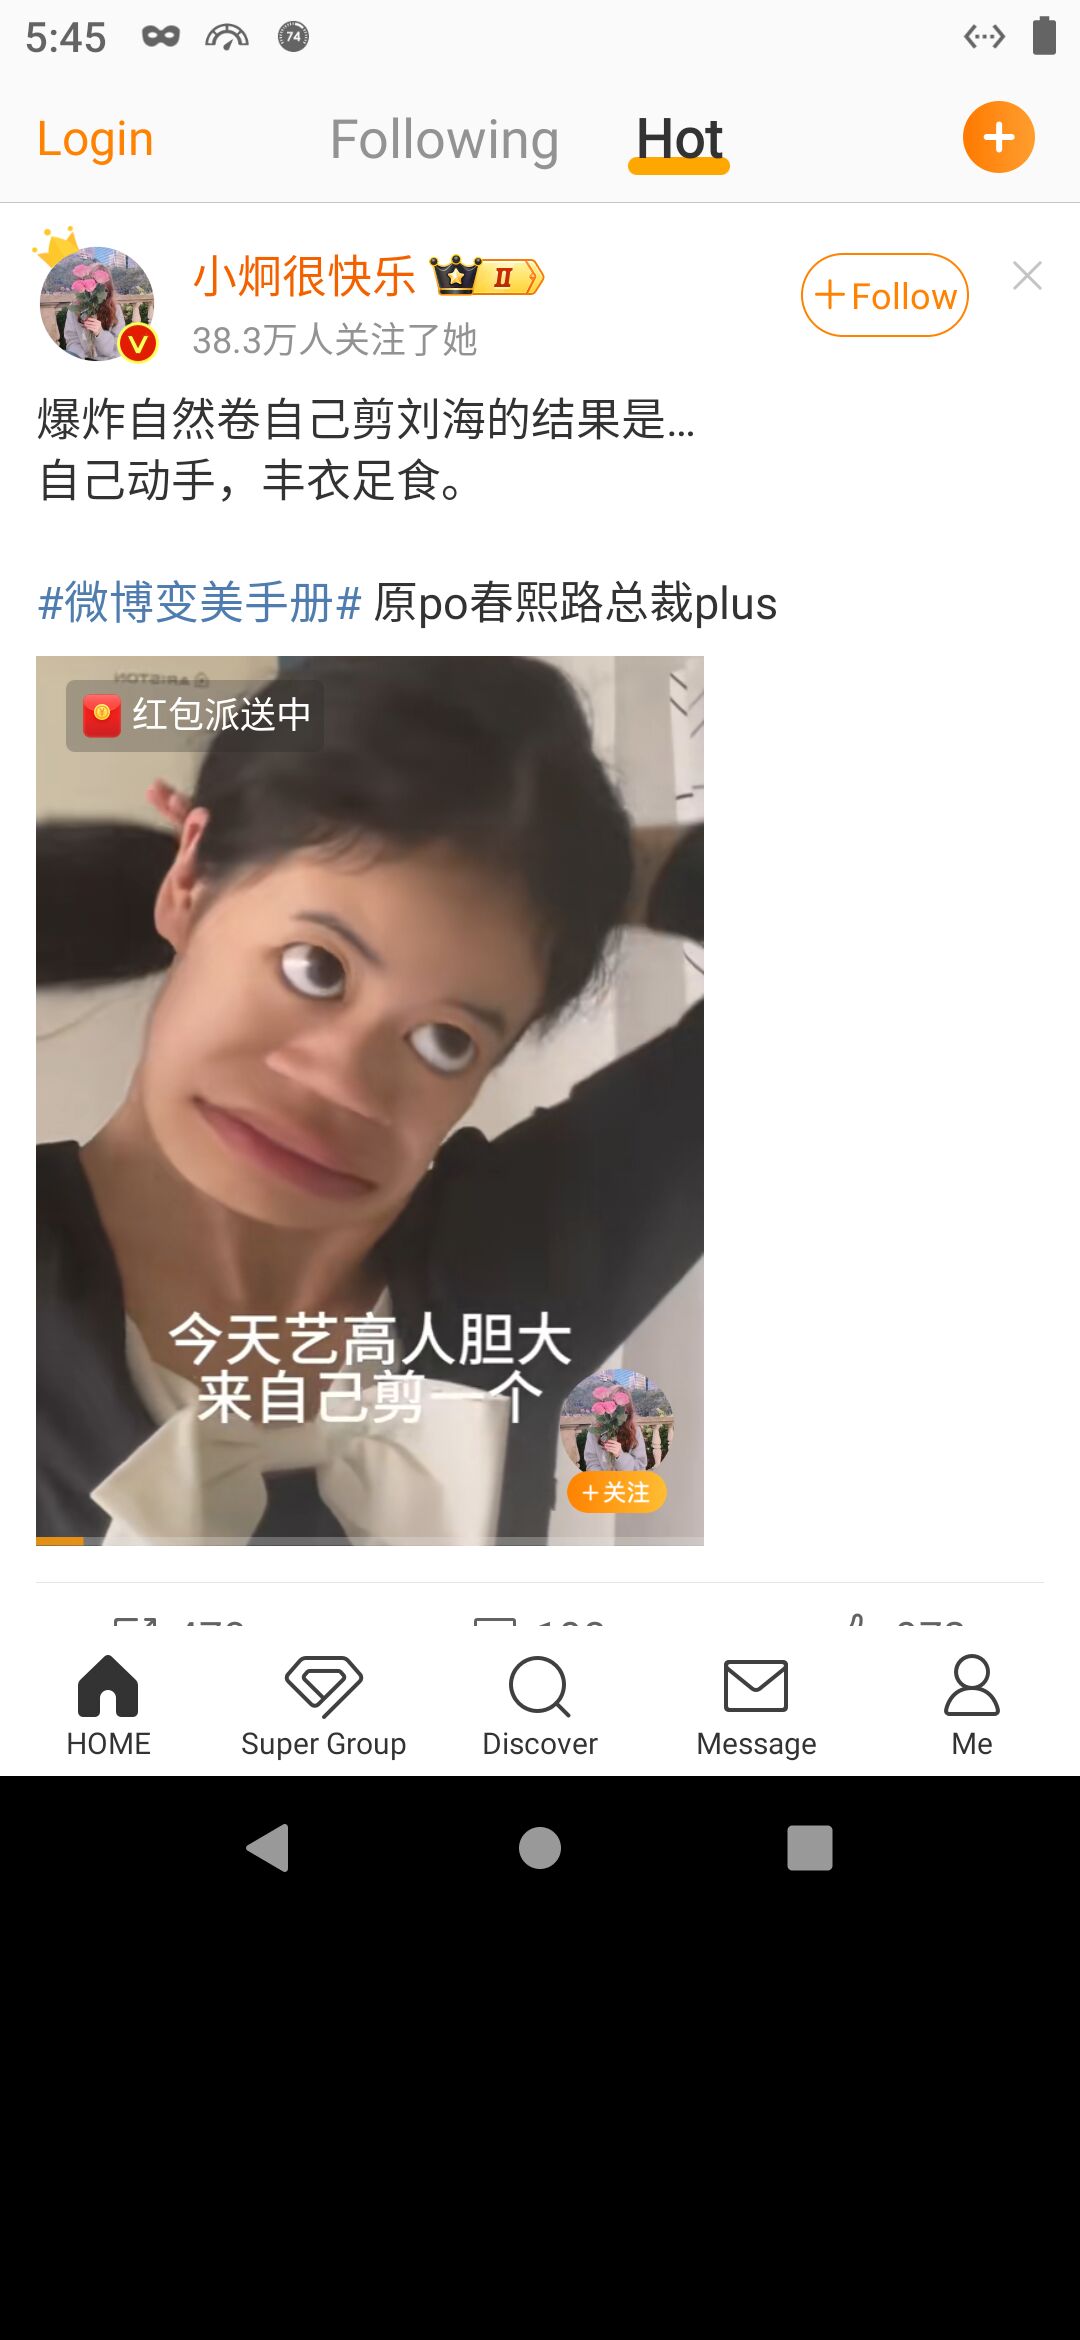 5:45
74
Login
Following
Hot
小炯很快乐
II
38.3万人关注了她
+Follow
爆炸自然卷自己剪刘海的结果是...
自己动手，丰衣足食。
#微博变美手册# 原po春熙路总裁plus
ARISTON
红包派送中
今天艺高人胆大
来自己剪一个
+关注
HOME
Super Group
Discover
Message
Me